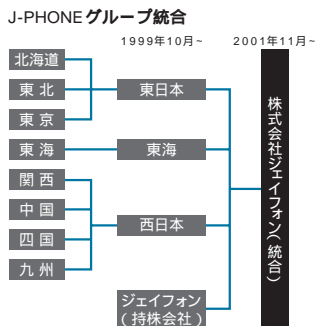 J-PHONEグループ統合
1999年10月~
2001年11月~
北海道
東北
東京
東海
関西
中国
四国
九州
東日本
東海
西日本
ジェイフォン
(持株会社)
株式会社ジェイフォン(統合)